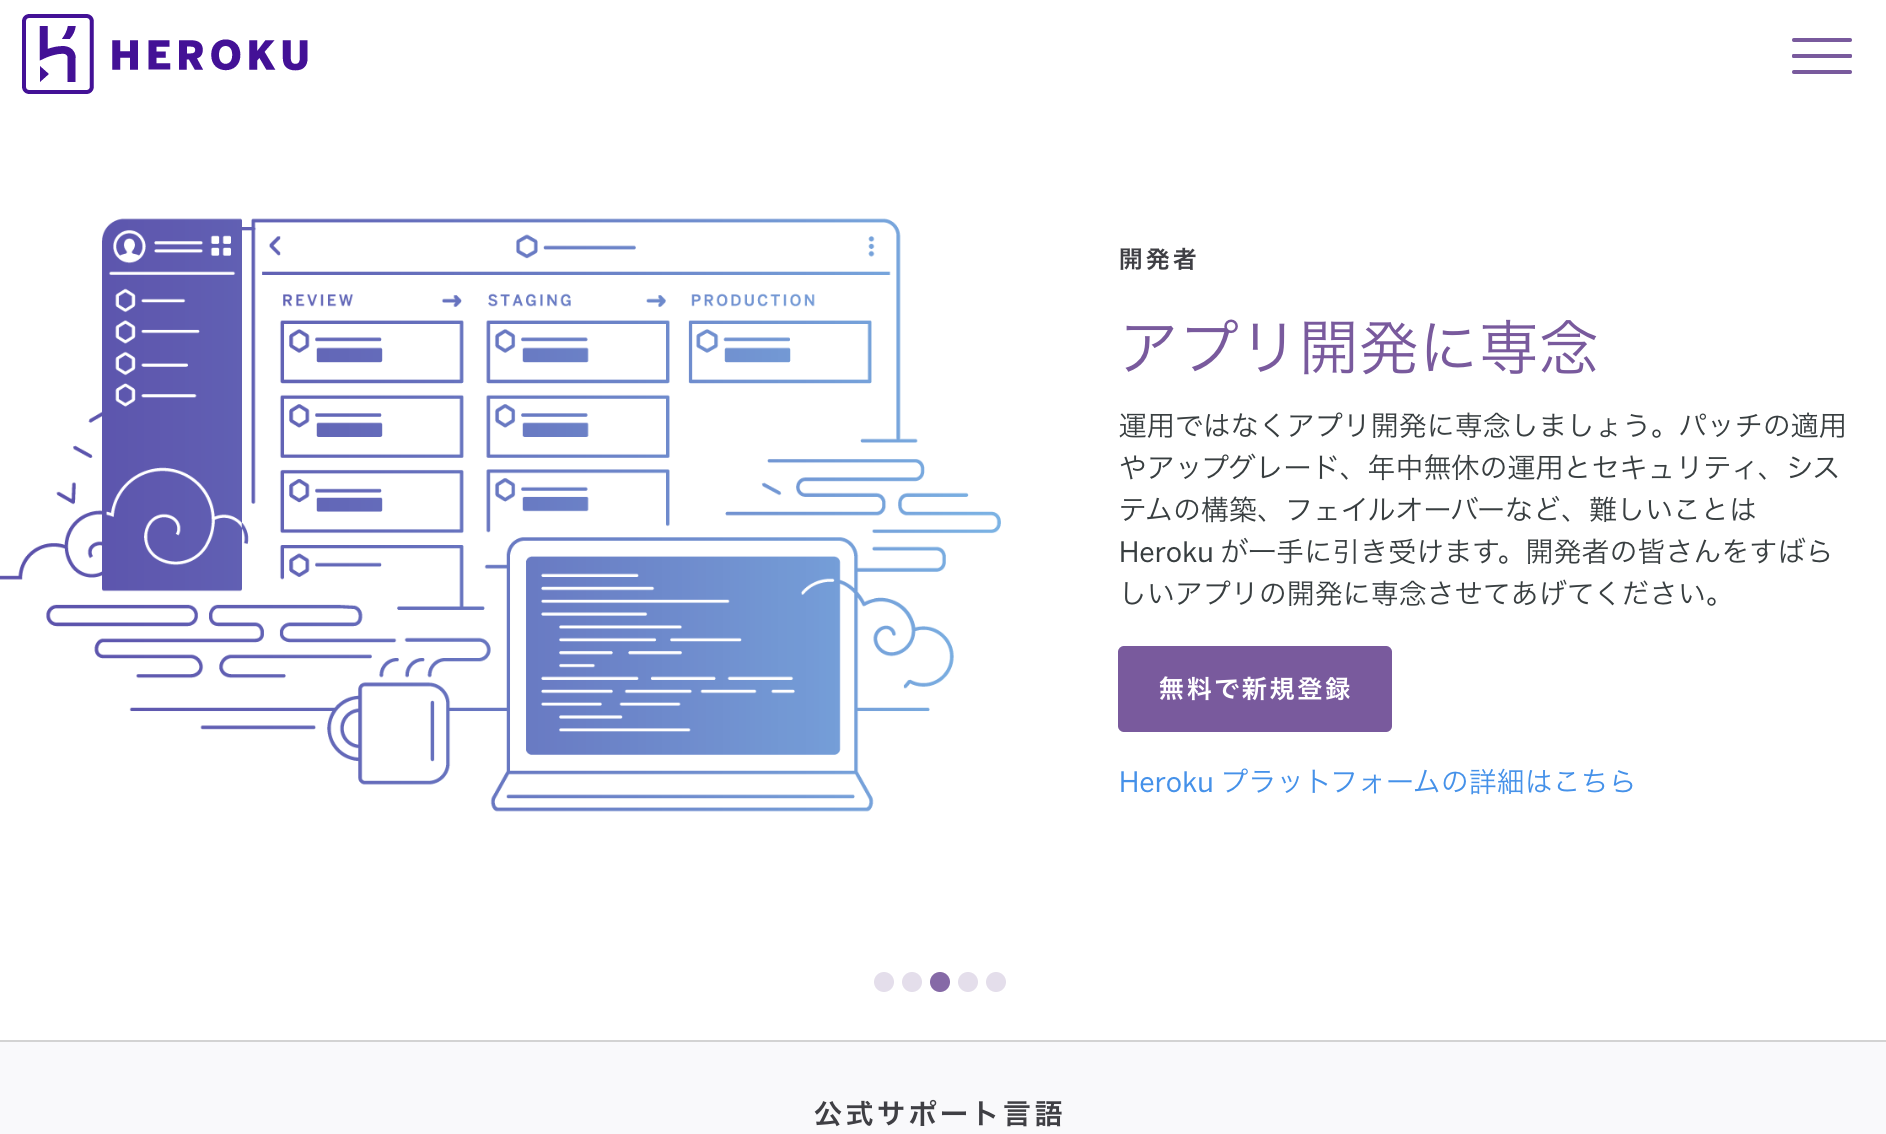 HEROKU
REVIEW
STAGING
PRODUCTION
開発者
アプリ開発に専念
運用ではなくアプリ開発に専念しましょう。パッチの適用
やアップグレード、年中無休の運用とセキュリティ、シス
テムの構築、フェイルオーバーなど、難しいことは
Heroku が一手に引き受けます。開発者の皆さんをすばら
しいアプリの開発に専念させてあげてください。
無料で新規登録
Heroku プラットフォームの詳細はこちら
公式サポート言語